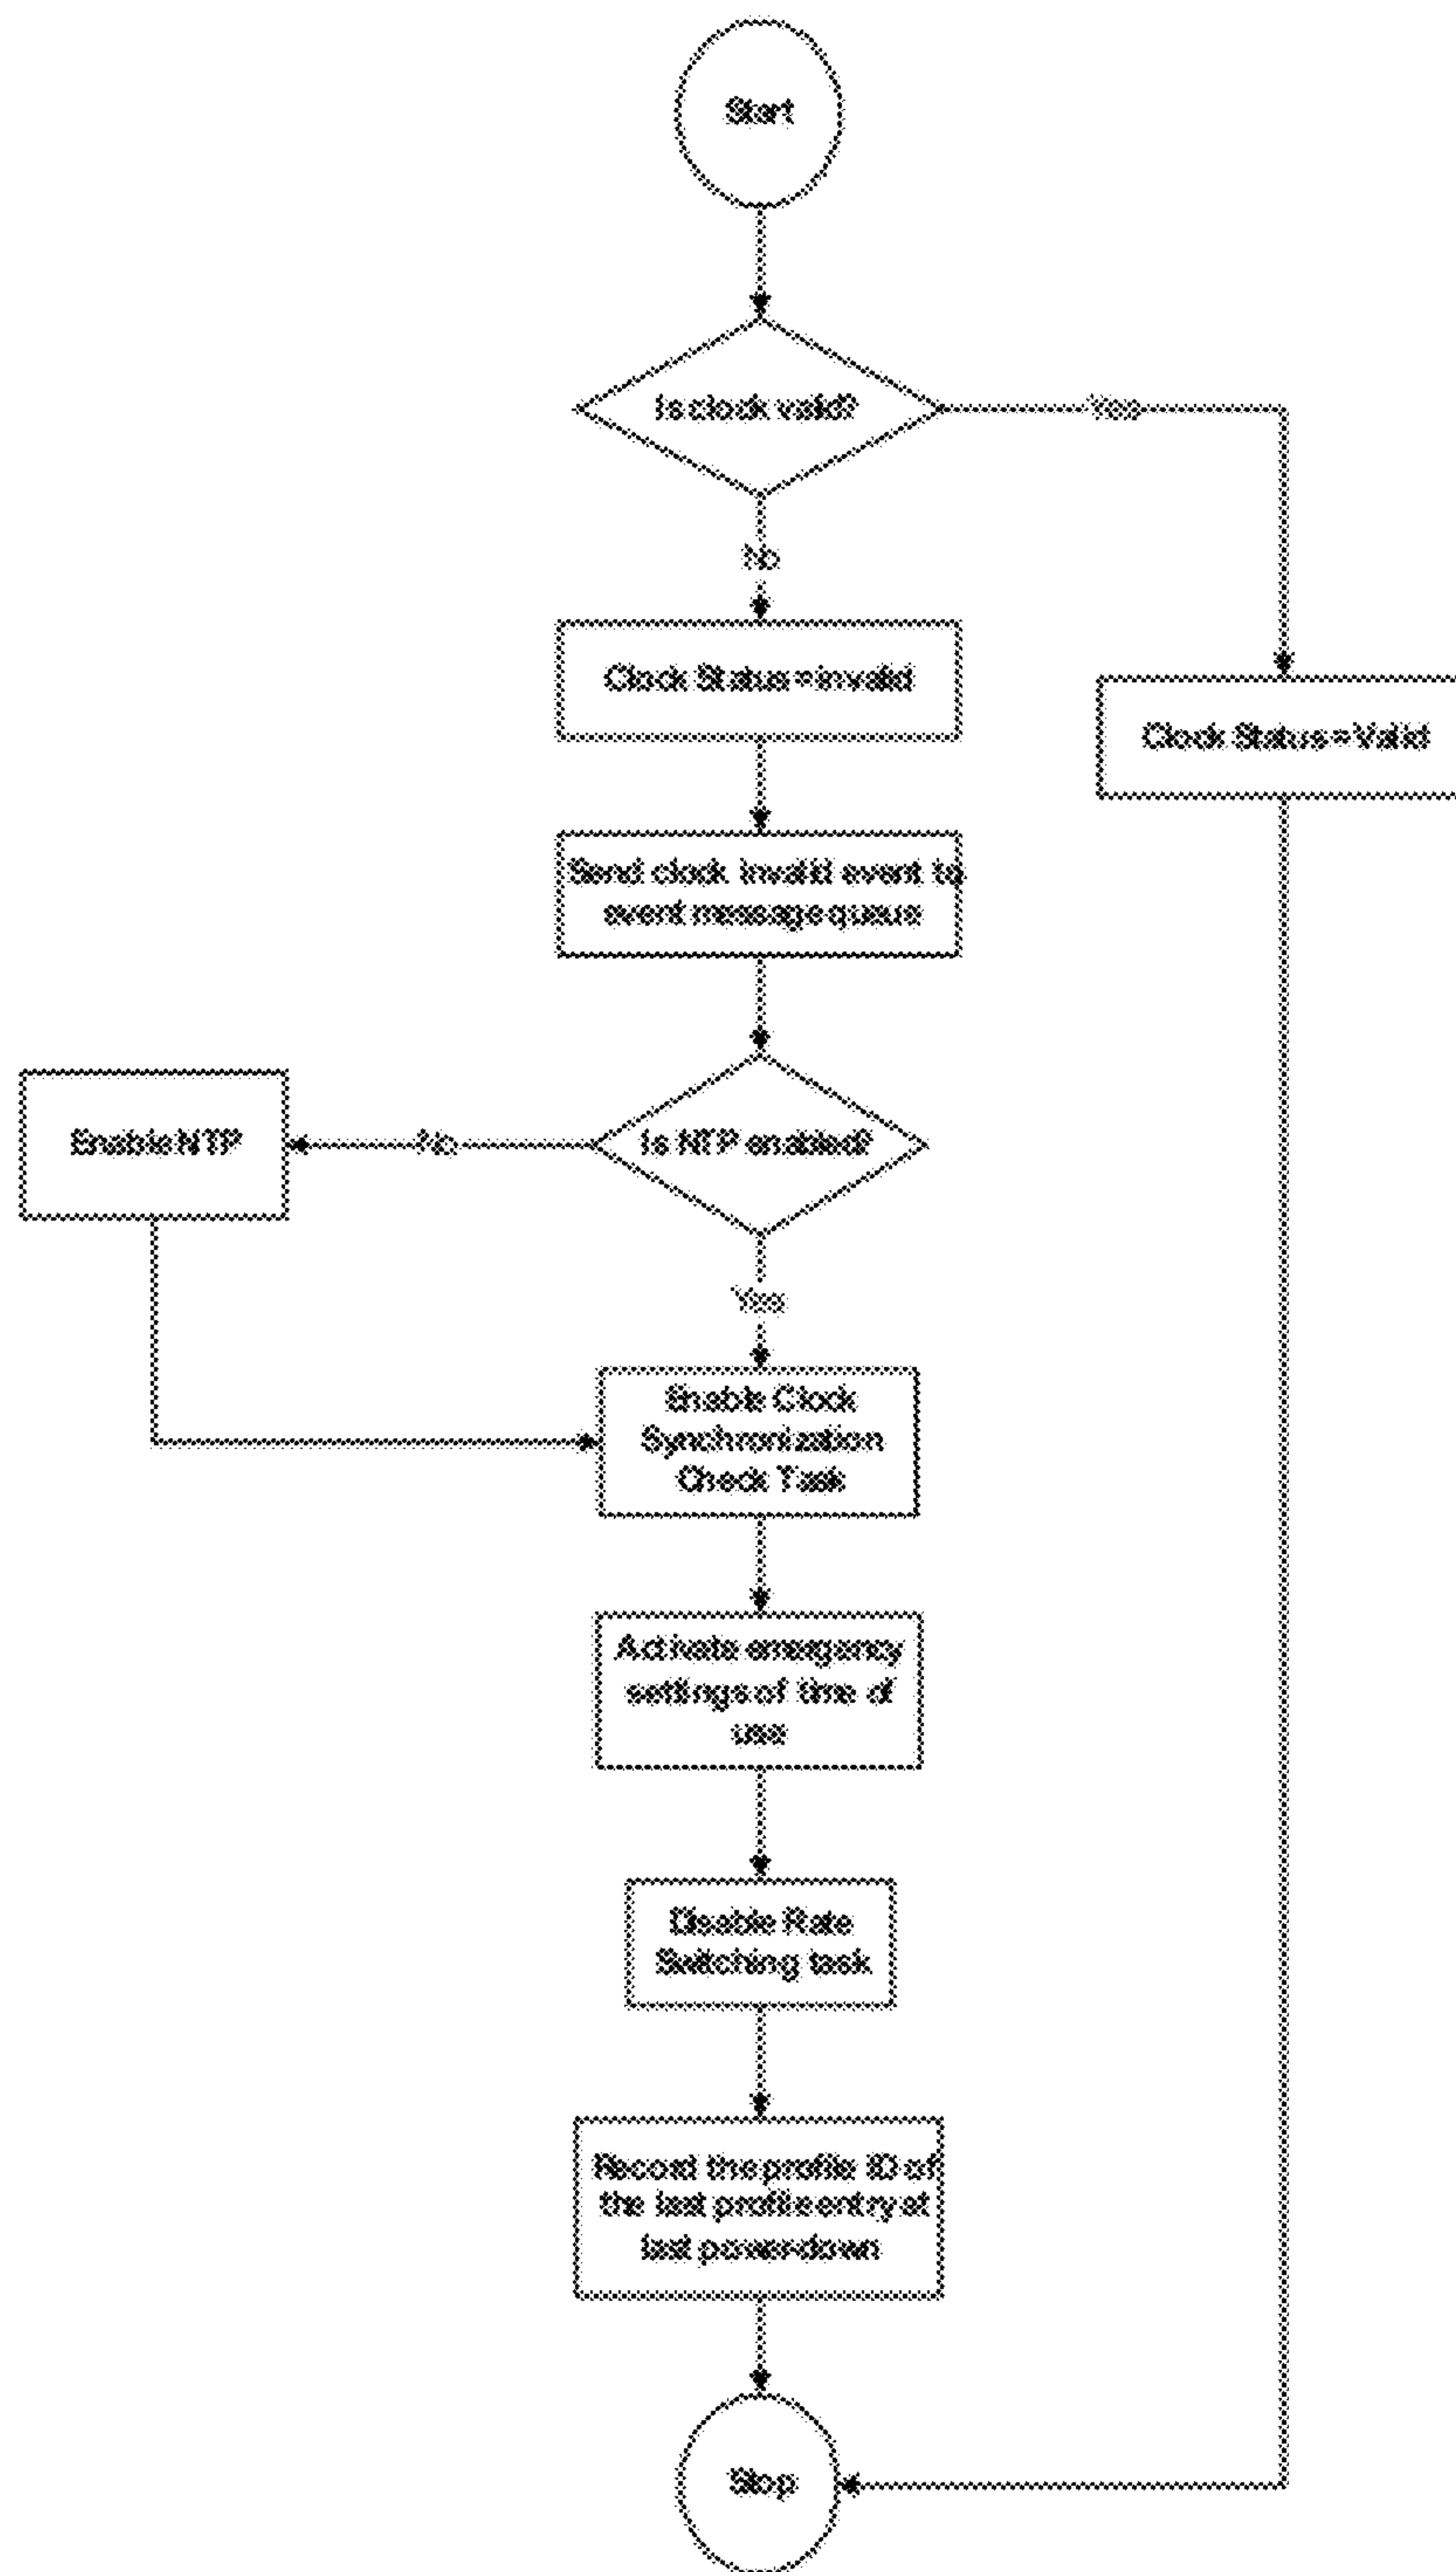 Start
Is clock valid?
Yes
No
Clock Status = invalid
Clock Status = Valid
Send clock invalid event to
event message queue
Is NTP enabled?
No
Enable NTP
Yes
Enable Clock
Synchronization
Check Task
Activate emergency
settings of time of
use
Disable Rate
Switching task
Record the profile ID of
the last profile entry at
last power-down
Stop